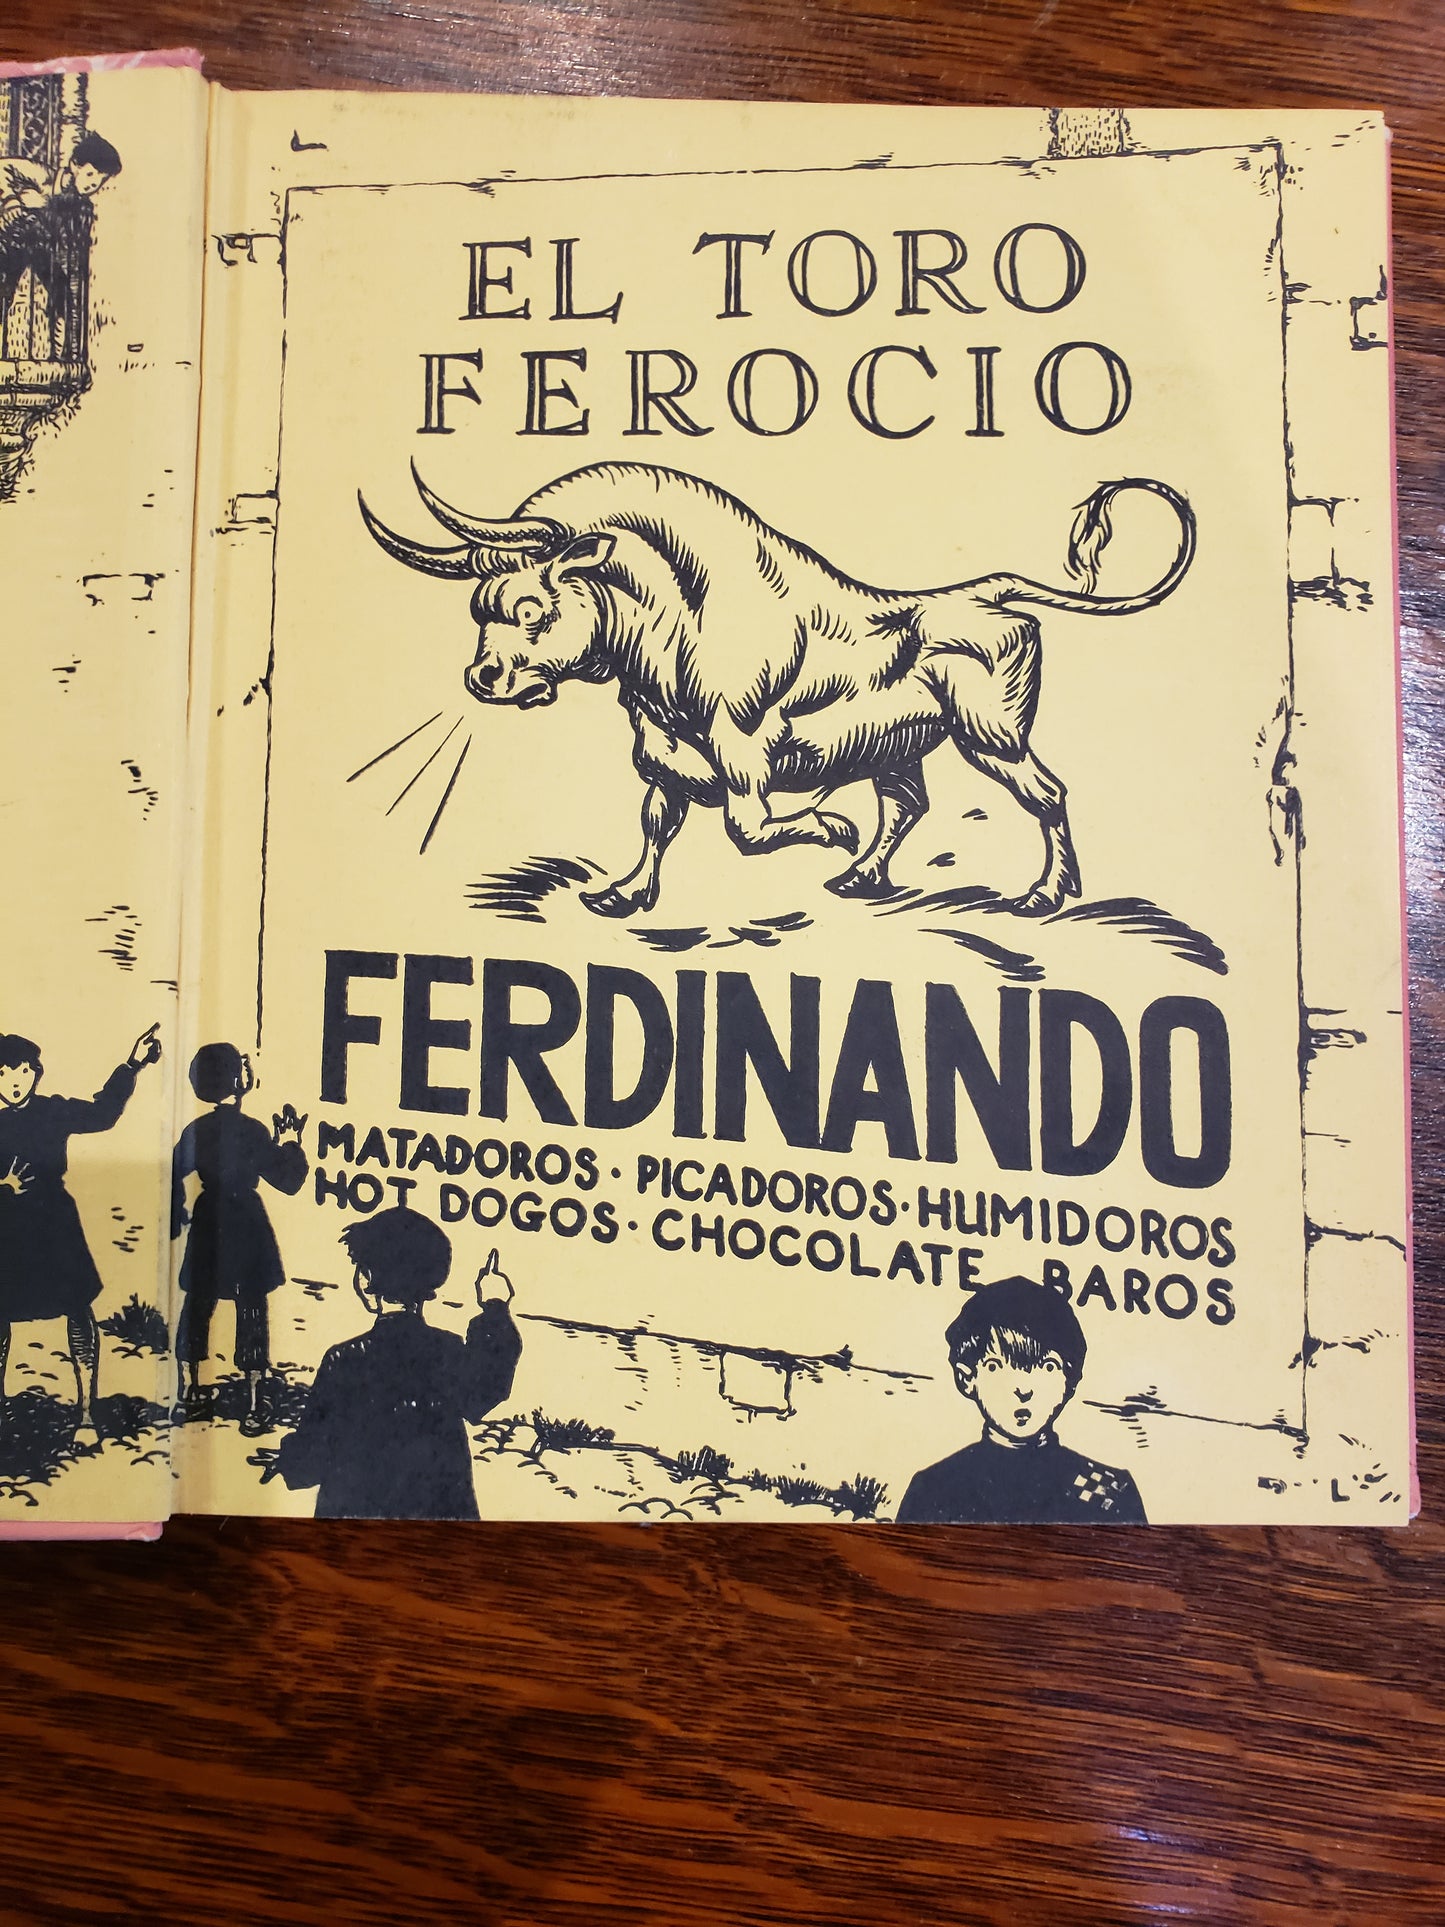 EL TORO
FEROCIO
FERDINANDO
MATADOROS · PICADOROS · HUMIDOROS
HOT DOGOS · CHOCOLATE BAROS